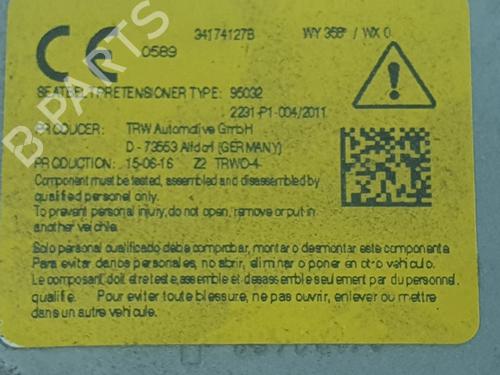 34174127B WY 358° / WX 0
CE
0589
SEATBELT PRETENSIONER TYPE: 95032
2231-P1-004/2011
PRODUCER: TRW Automotive GmbH
D - 73553 Alfdorf (GERMANY)
PRODUCTION: 15-06-16 Z2 TRWD-4-
Component must be tested, assembled and disassembled by
qualified personel only.
To prevent personal injury, do not open, remove or put in
another vehichle.
Solo personal cualificado debe comprobar, montar o desmontar este componente
Para evitar danos personales, no abrir, eliminar o poner en otro vehiculo.
Le composant, doit etre teste, assemble et desassemble seulement par du personnel
qualifie. Pour eviter toute blessure, ne pas ouvrir, enlever ou mettre
dans un autre vehicule.
B-PARTS